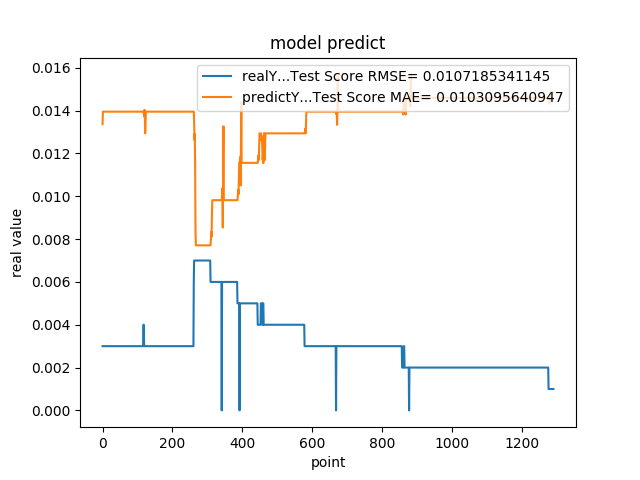 model predict
realY...Test Score RMSE= 0.0107185341145
predictY...Test Score MAE= 0.0103095640947
0.016
0.014
0.012
0.010
0.008
0.006
0.004
0.002
0.000
real value
0 200 400 600 800 1000 1200
point